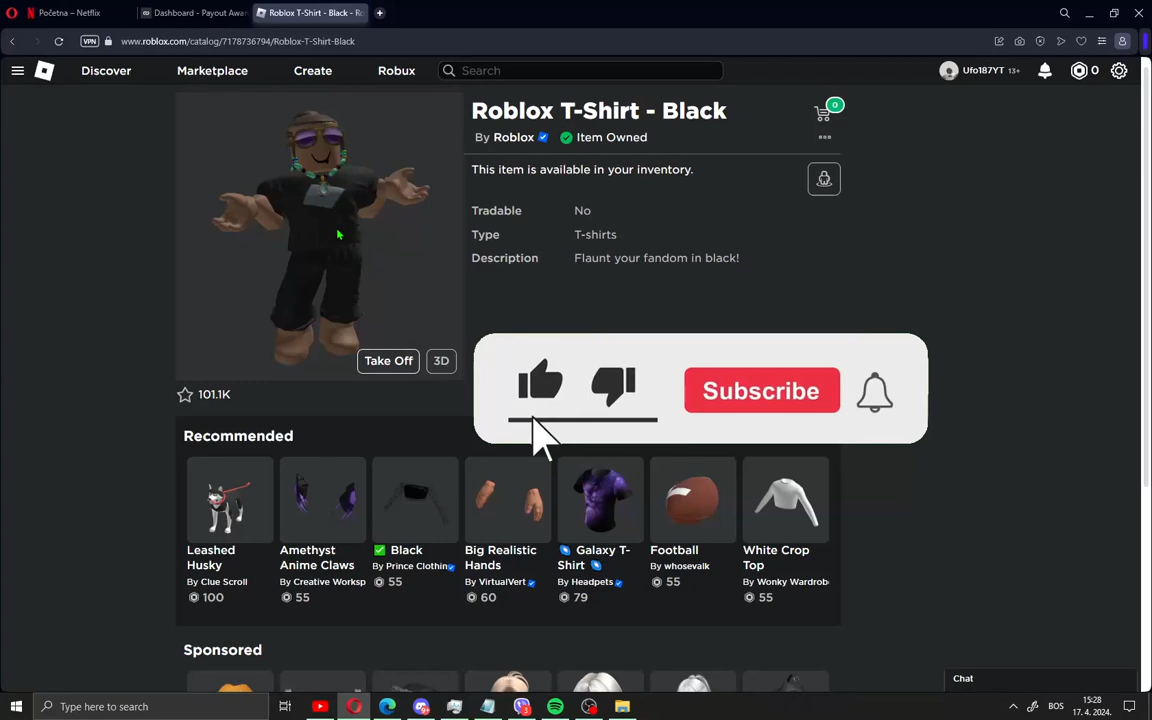 Početna – Netflix
Dashboard - Payout Awar
Roblox T-Shirt - Black - Ro
VPN
www.roblox.com/catalog/7178736794/Roblox-T-Shirt-Black
Discover
Marketplace
Create
Robux
Search
Ufo187YT 13+
0
Roblox T-Shirt - Black
0
By Roblox
Item Owned
This item is available in your inventory.
Tradable
No
Type
T-shirts
Description
Flaunt your fandom in black!
Take Off
3D
101.1K
Subscribe
Recommended
Leashed Husky
By Clue Scroll
100
Amethyst Anime Claws
By Creative Worksp
55
Black
By Prince Clothin
55
Big Realistic Hands
By VirtualVert
60
Galaxy T-Shirt
By Headpets
79
Football
By whosevalk
55
White Crop Top
By Wonky Wardrob
55
Sponsored
Chat
Type here to search
3
BOS
15:28
17. 4. 2024.